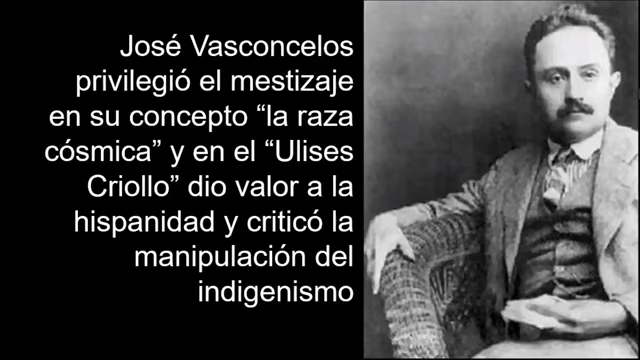 José Vasconcelos
privilegió el mestizaje
en su concepto “la raza
cósmica” y en el “Ulises
Criollo” dio valor a la
hispanidad y criticó la
manipulación del
indigenismo